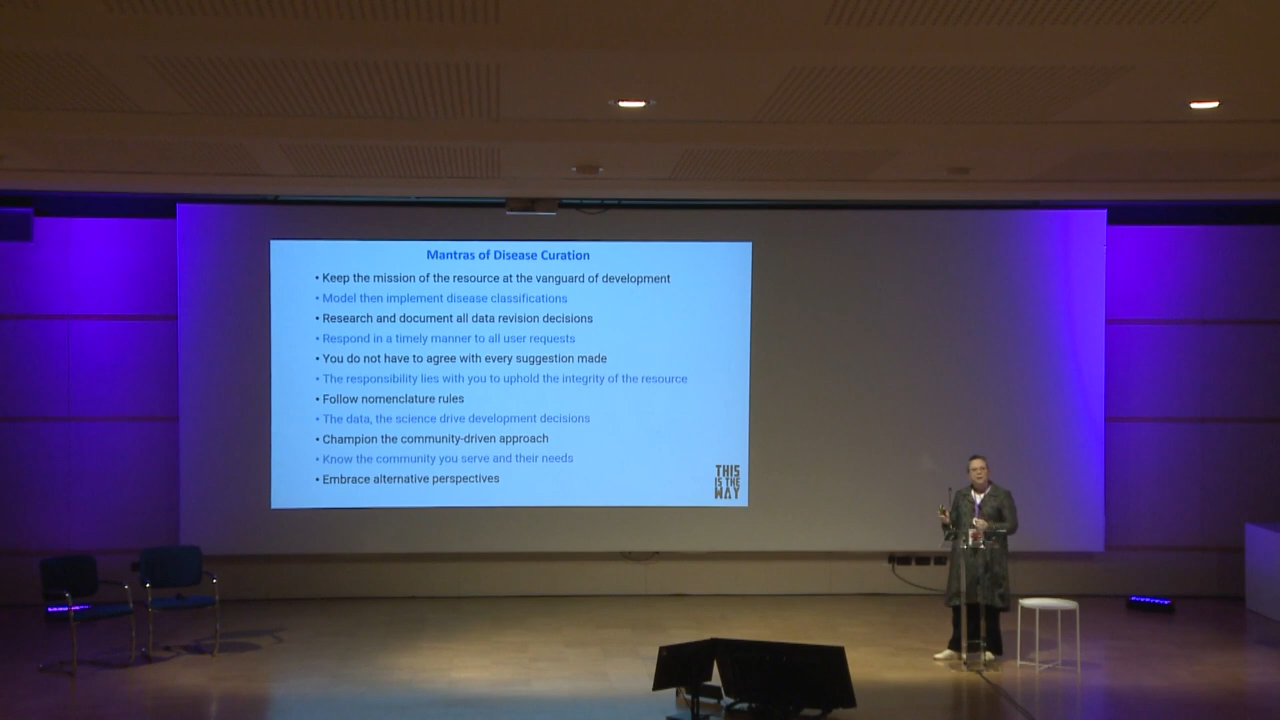 Mantras of Disease Curation
• Keep the mission of the resource at the vanguard of development
• Model then implement disease classifications
• Research and document all data revision decisions
• Respond in a timely manner to all user requests
• You do not have to agree with every suggestion made
• The responsibility lies with you to uphold the integrity of the resource
• Follow nomenclature rules
• The data, the science drive development decisions
• Champion the community-driven approach
• Know the community you serve and their needs
• Embrace alternative perspectives
THIS
IS THE
WAY